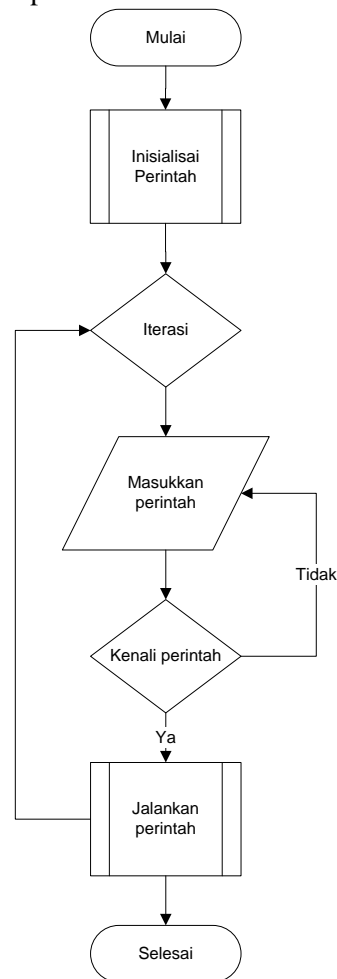 Mulai
Inisialisai
Perintah
Iterasi
Masukkan
perintah
Tidak
Kenali perintah
Ya
Jalankan
perintah
Selesai